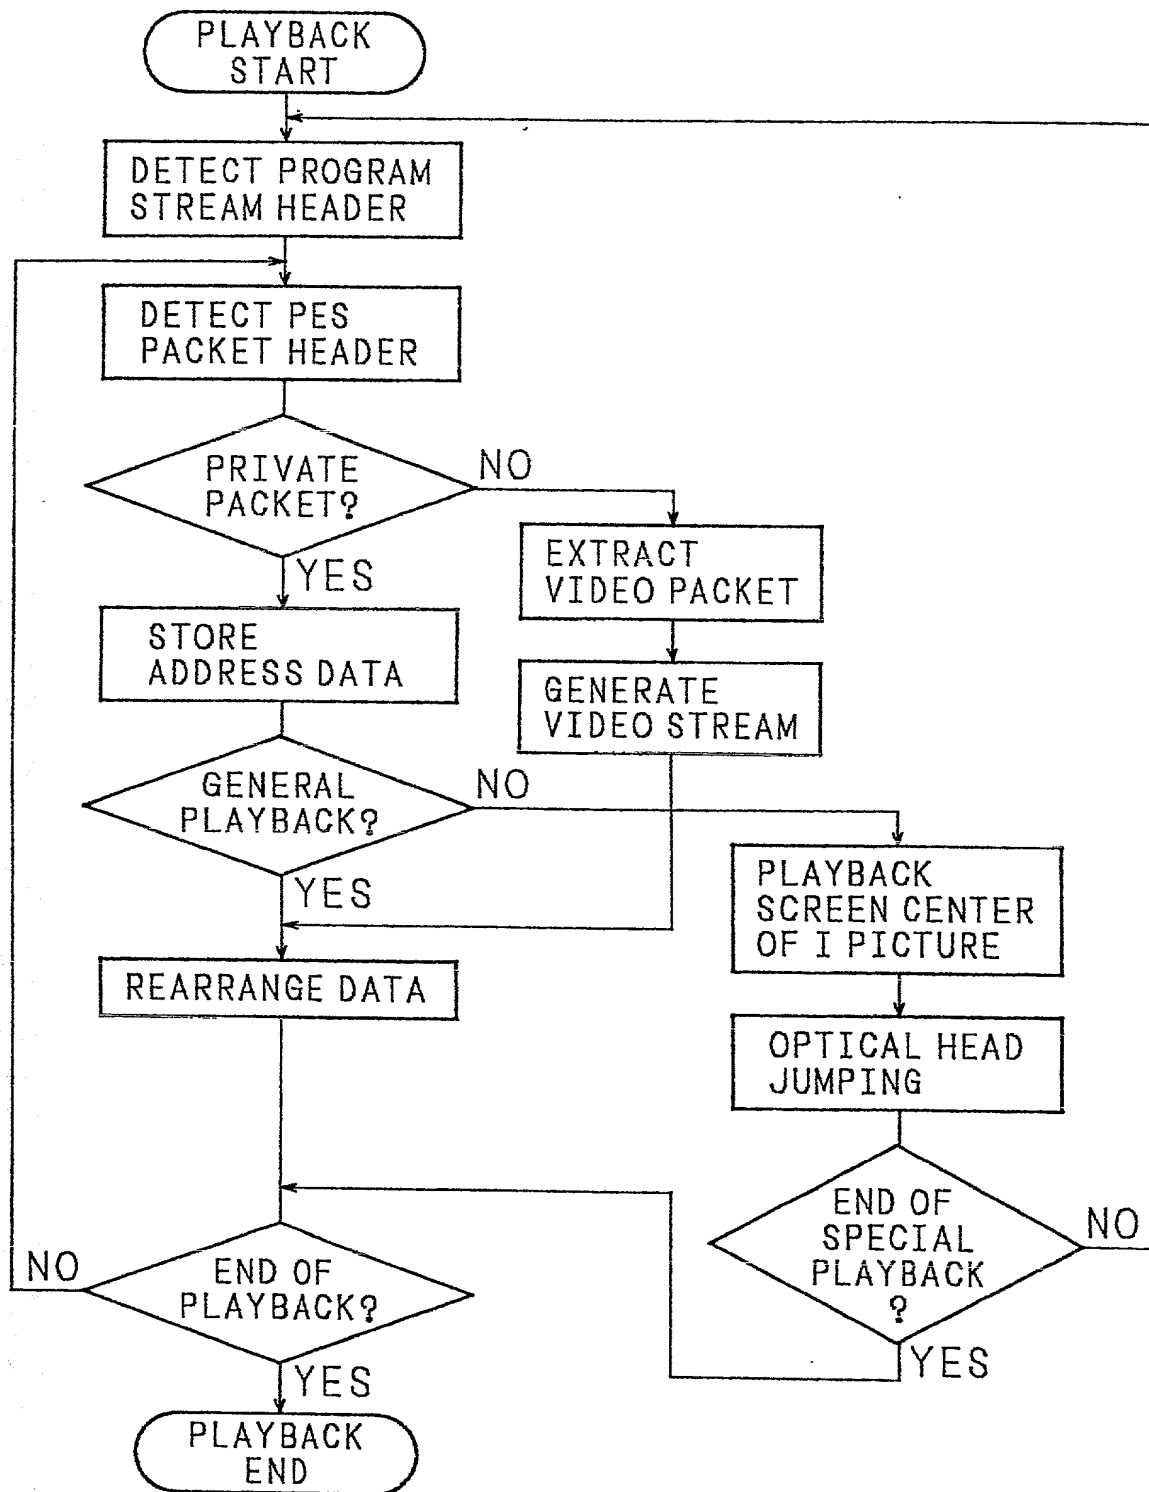 PLAYBACK
START
DETECT PROGRAM
STREAM HEADER
DETECT PES
PACKET HEADER
PRIVATE
PACKET?
NO
YES
EXTRACT
VIDEO PACKET
STORE
ADDRESS DATA
GENERATE
VIDEO STREAM
GENERAL
PLAYBACK?
NO
YES
PLAYBACK
SCREEN CENTER
OF I PICTURE
REARRANGE DATA
OPTICAL HEAD
JUMPING
END OF
SPECIAL
PLAYBACK
?
NO
YES
END OF
PLAYBACK?
NO
YES
PLAYBACK
END